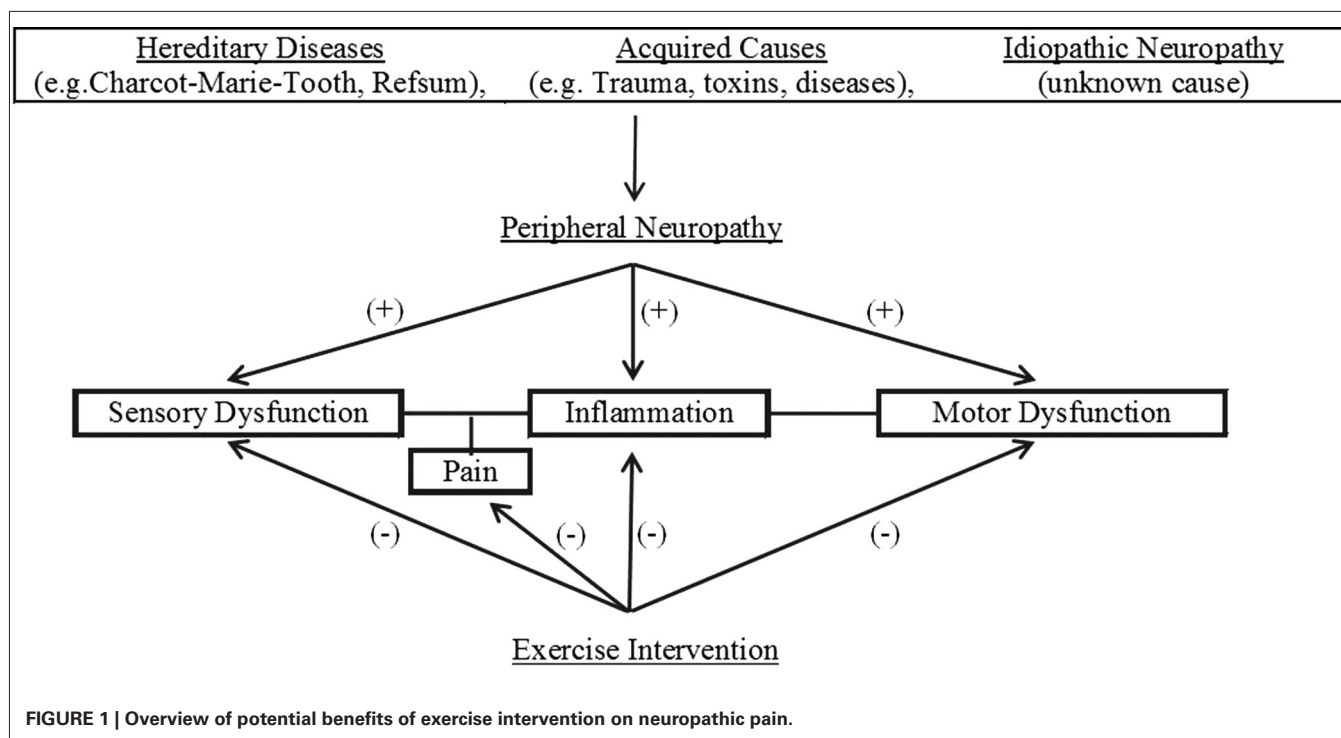 Hereditary Diseases Acquired Causes Idiopathic Neuropathy
(e.g.Charcot-Marie-Tooth, Refsum), (e.g. Trauma, toxins, diseases), (unknown cause)
Peripheral Neuropathy
(+) (+) (+)
Sensory Dysfunction Inflammation Motor Dysfunction
Pain
(-) (-) (-) (-)
Exercise Intervention
FIGURE 1 | Overview of potential benefits of exercise intervention on neuropathic pain.